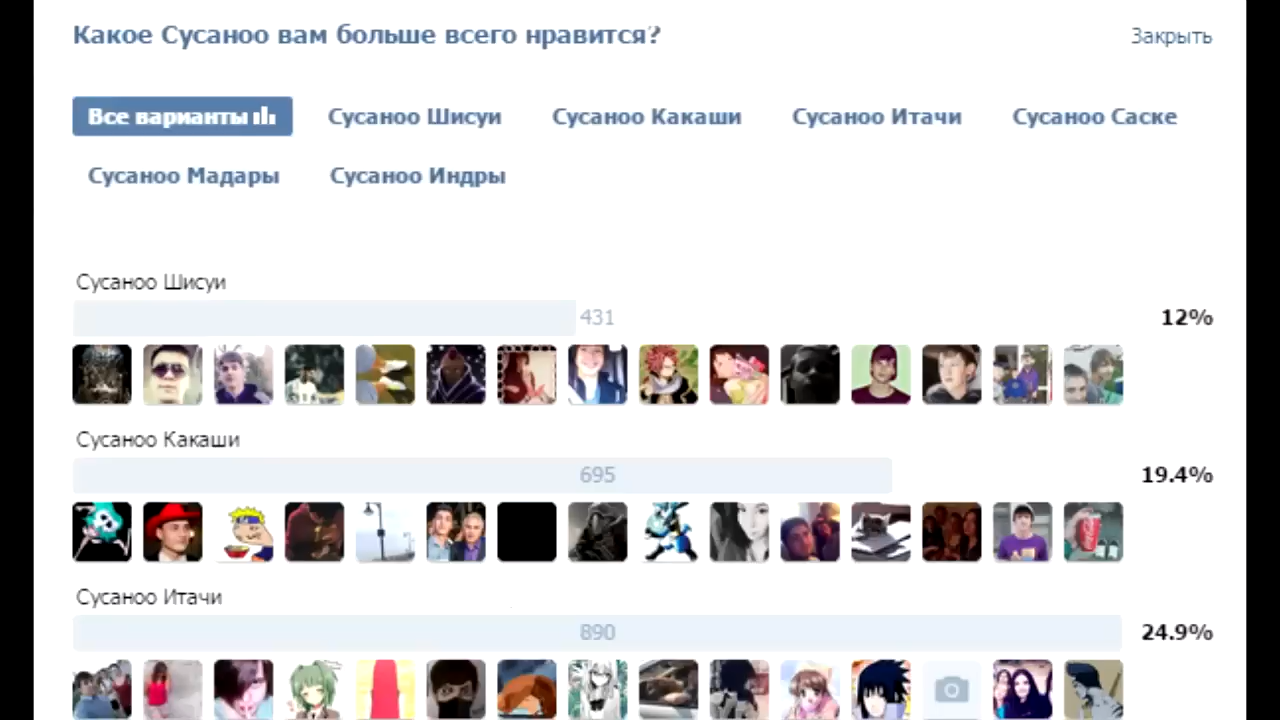 Какое Сусаноо вам больше всего нравится?
Закрыть
Все варианты
Сусаноо Шисуи
Сусаноо Какаши
Сусаноо Итачи
Сусаноо Саске
Сусаноо Мадары
Сусаноо Индры
Сусаноо Шисуи
431
12%
Сусаноо Какаши
695
19.4%
Сусаноо Итачи
890
24.9%